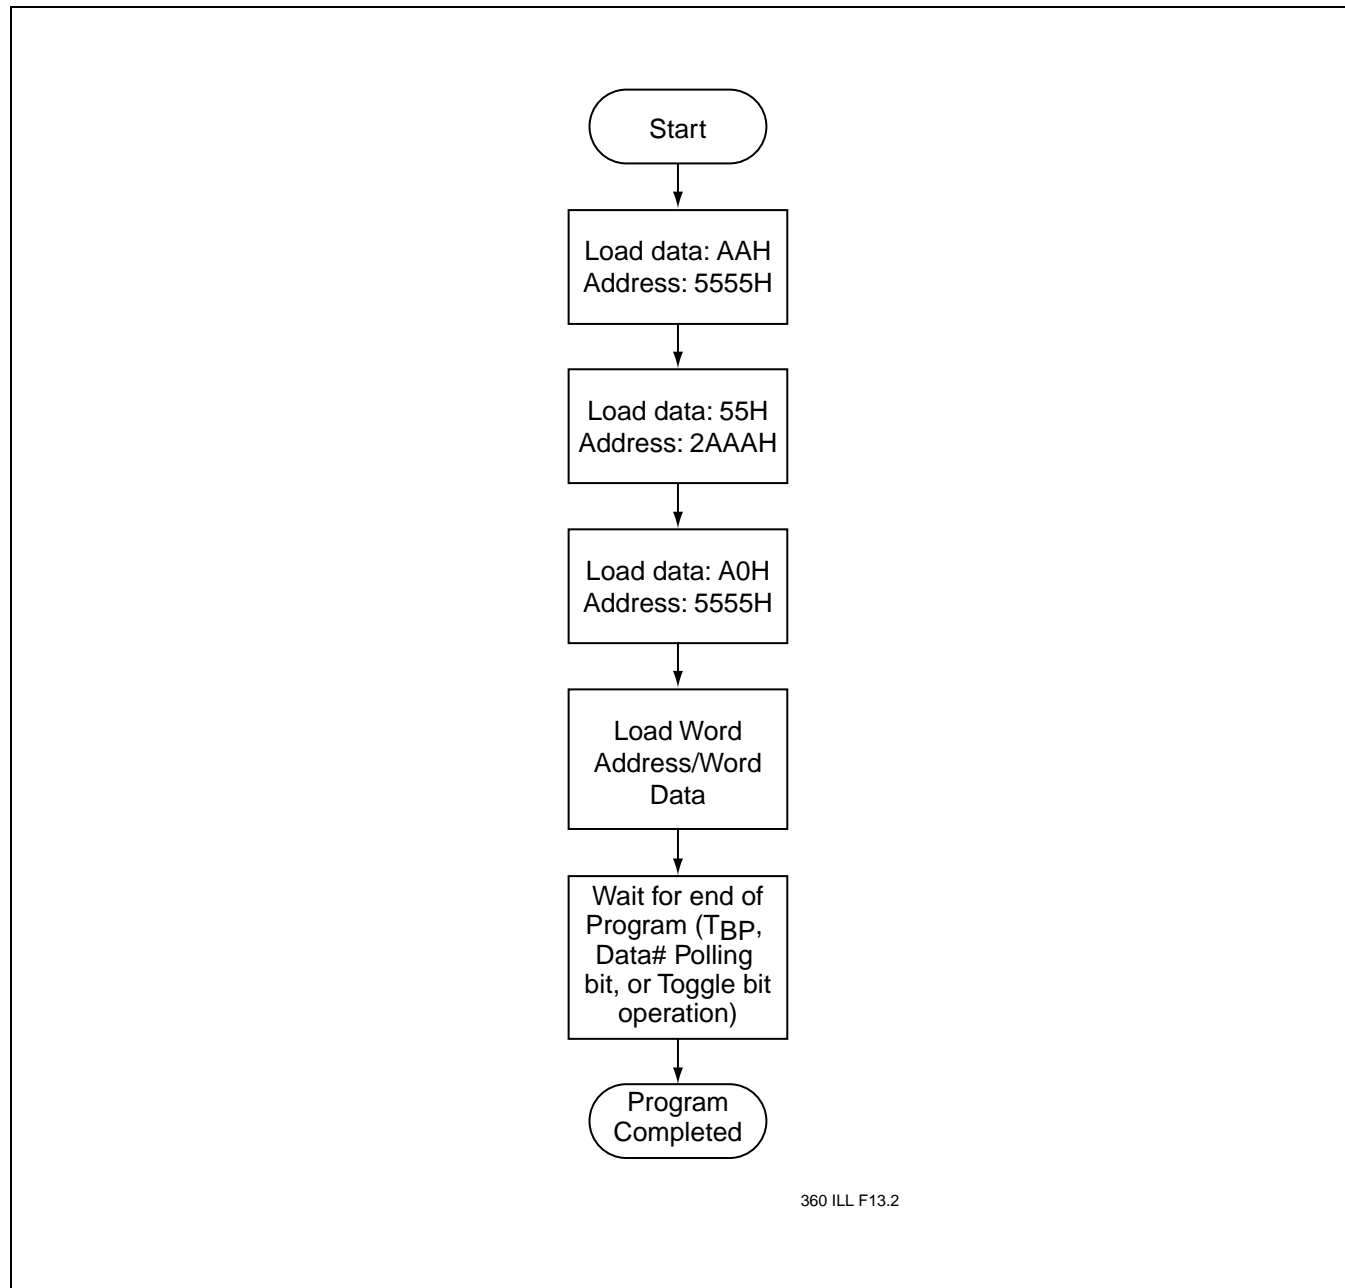 Start
Load data: AAH
Address: 5555H
Load data: 55H
Address: 2AAAH
Load data: A0H
Address: 5555H
Load Word
Address/Word
Data
Wait for end of
Program (TBP,
Data# Polling
bit, or Toggle bit
operation)
Program
Completed
360 ILL F13.2